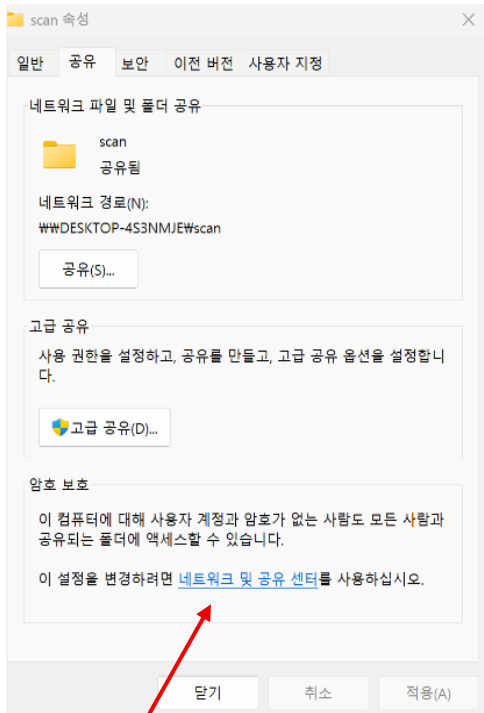 scan 속성
일반 공유 보안 이전 버전 사용자 지정
네트워크 파일 및 폴더 공유
scan
공유됨
네트워크 경로(N):
₩₩DESKTOP-4S3NMJE₩scan
공유(S)...
고급 공유
사용 권한을 설정하고, 공유를 만들고, 고급 공유 옵션을 설정합니
다.
고급 공유(D)...
암호 보호
이 컴퓨터에 대해 사용자 계정과 암호가 없는 사람도 모든 사람과
공유되는 폴더에 액세스할 수 있습니다.
이 설정을 변경하려면 네트워크 및 공유 센터를 사용하십시오.
닫기 취소 적용(A)